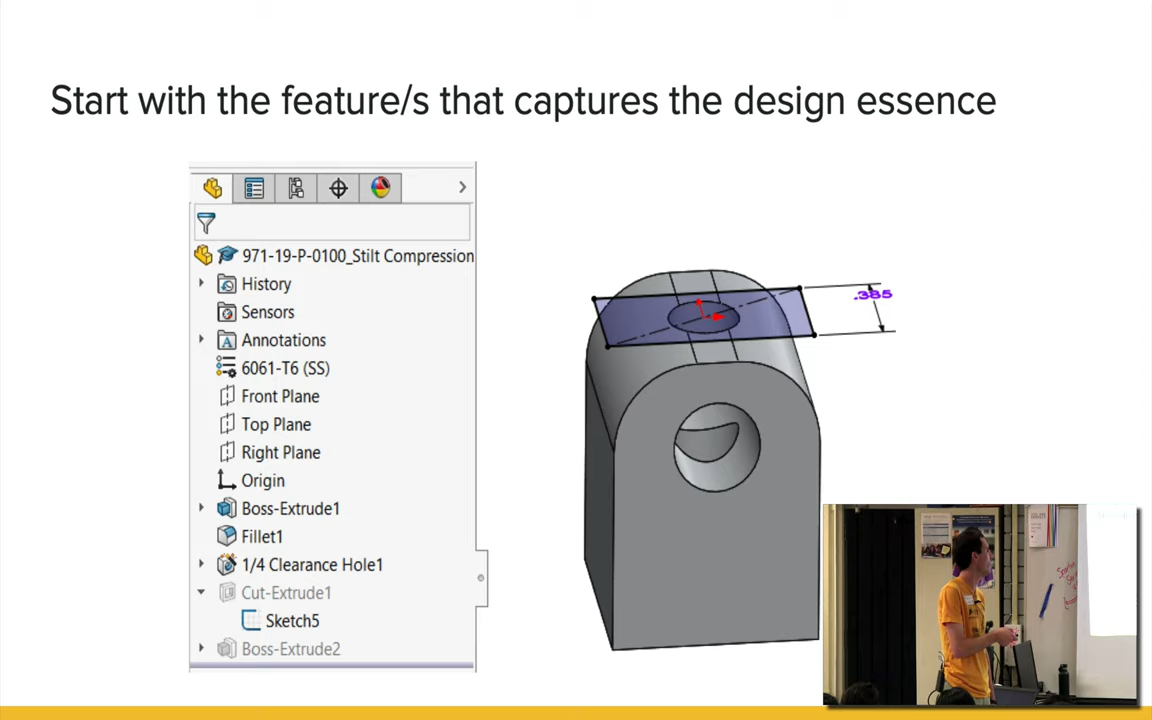 Start with the feature/s that captures the design essence
971-19-P-0100_Stilt Compression
History
Sensors
Annotations
6061-T6 (SS)
Front Plane
Top Plane
Right Plane
Origin
Boss-Extrude1
Fillet1
1/4 Clearance Hole1
Cut-Extrude1
Sketch5
Boss-Extrude2
.385